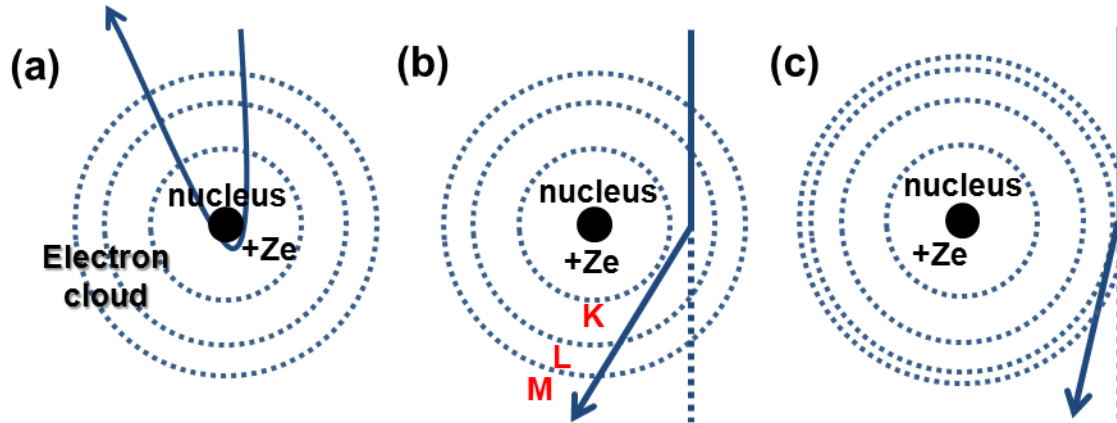 (a)
nucleus
+Ze
Electron
cloud
(b)
nucleus
+Ze
K
L
M
(c)
nucleus
+Ze